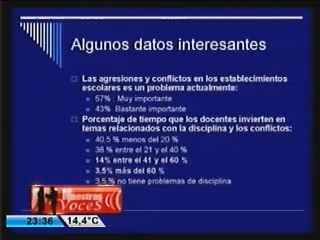 Algunos datos interesantes
Las agresiones y conflictos en los establecimientos
escolares es un problema actualmente:
57% : Muy importante
43% Bastante importante
Porcentaje de tiempo que los docentes invierten en
temas relacionados con la disciplina y los conflictos:
40,5 % menos del 20 %
36 % entre el 21 y el 40 %
14% entre el 41 y el 60 %
3,5% más del 60 %
3,5 % no tiene problemas de disciplina
Nuestras
Voces
23:36 14,4°C